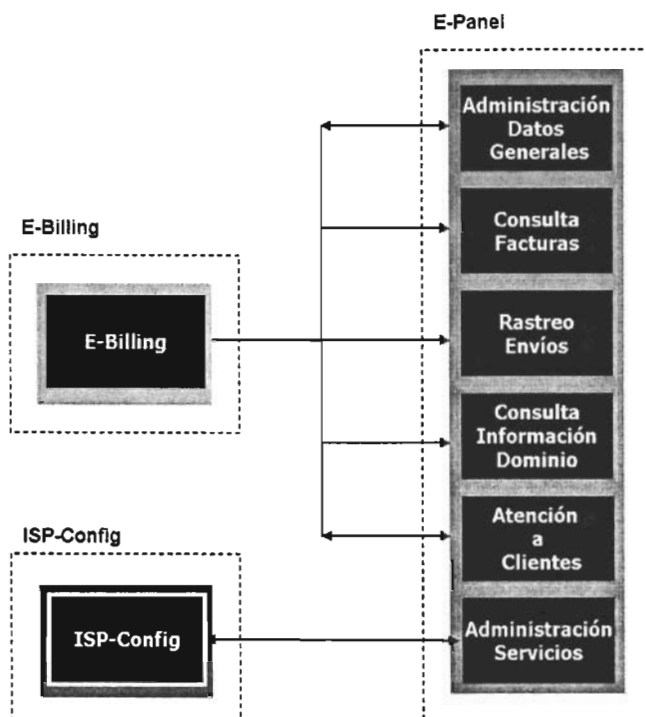 E-Panel
Administración
Datos
Generales
Consulta
Facturas
E-Billing
E-Billing
Rastreo
Envíos
Consulta
Información
Dominio
Atención
a
Clientes
ISP-Config
ISP-Config
Administración
Servicios